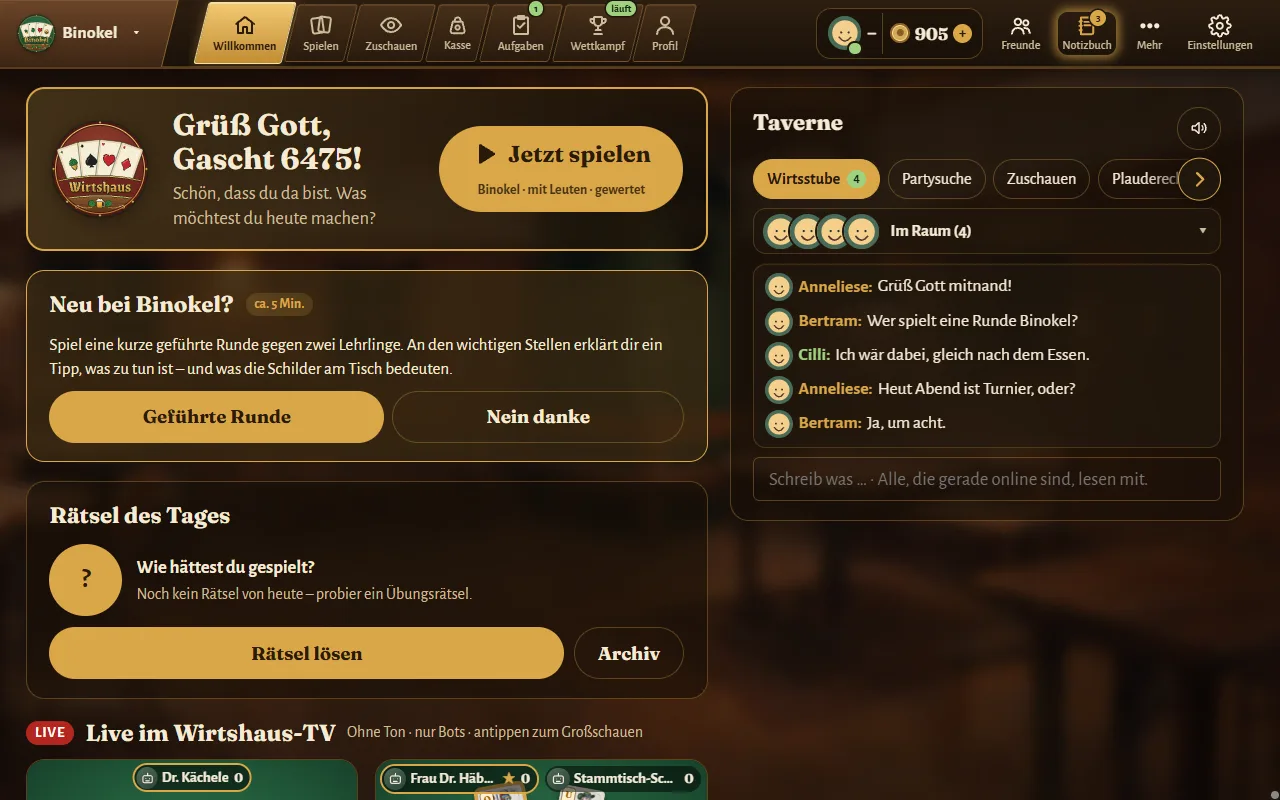 Binokel
Willkommen
Spielen
Zuschauen
Kasse
1
Aufgaben
läuft
Wettkampf
Profil
–
905
+
Freunde
3
Notizbuch
Mehr
Einstellungen
Wirtshaus
Grüß Gott,
Gascht 6475!
Schön, dass du da bist. Was
möchtest du heute machen?
Jetzt spielen
Binokel · mit Leuten · gewertet
Neu bei Binokel?
ca. 5 Min.
Spiel eine kurze geführte Runde gegen zwei Lehrlinge. An den wichtigen Stellen erklärt dir ein
Tipp, was zu tun ist – und was die Schilder am Tisch bedeuten.
Geführte Runde
Nein danke
Rätsel des Tages
?
Wie hättest du gespielt?
Noch kein Rätsel von heute – probier ein Übungsrätsel.
Rätsel lösen
Archiv
LIVE
Live im Wirtshaus-TV
Ohne Ton · nur Bots · antippen zum Großschauen
Dr. Kächele 0
Frau Dr. Häb… ★ 0
Stammtisch-Sc… 0
Taverne
Wirtsstube 4
Partysuche
Zuschauen
Im Raum (4)
Anneliese: Grüß Gott mitnand!
Bertram: Wer spielt eine Runde Binokel?
Cilli: Ich wär dabei, gleich nach dem Essen.
Anneliese: Heut Abend ist Turnier, oder?
Bertram: Ja, um acht.
Schreib was … · Alle, die gerade online sind, lesen mit.